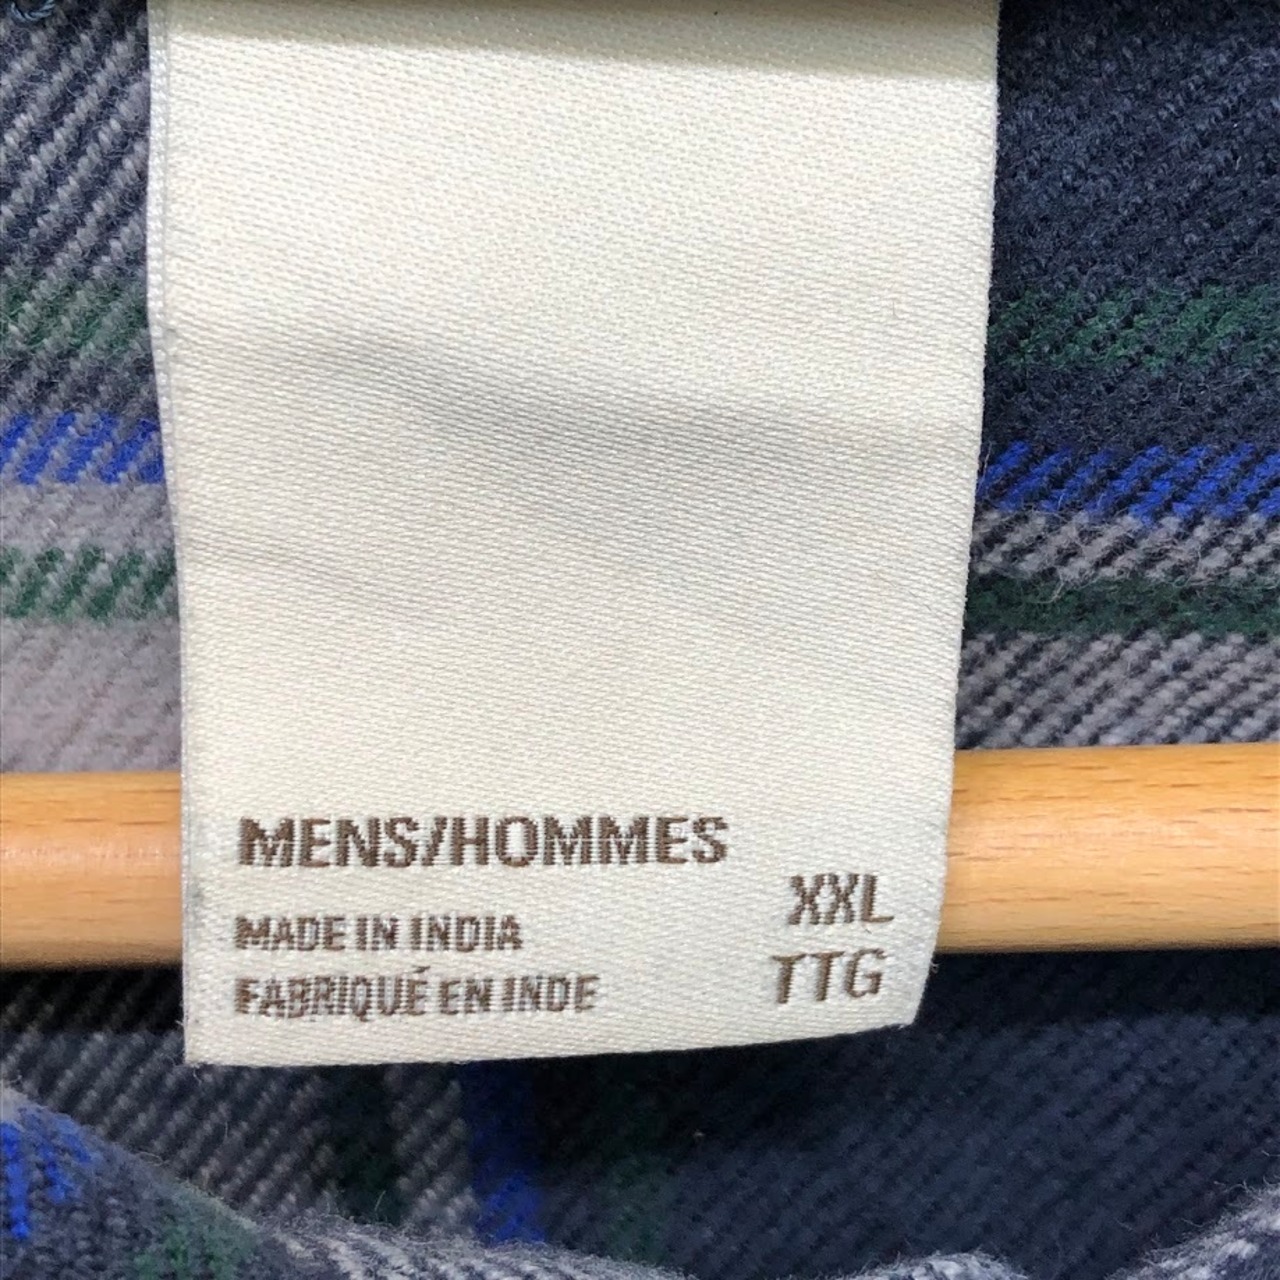 MENS/HOMMES
XXL
MADE IN INDIA
TTG
FABRIQUÉ EN INDE